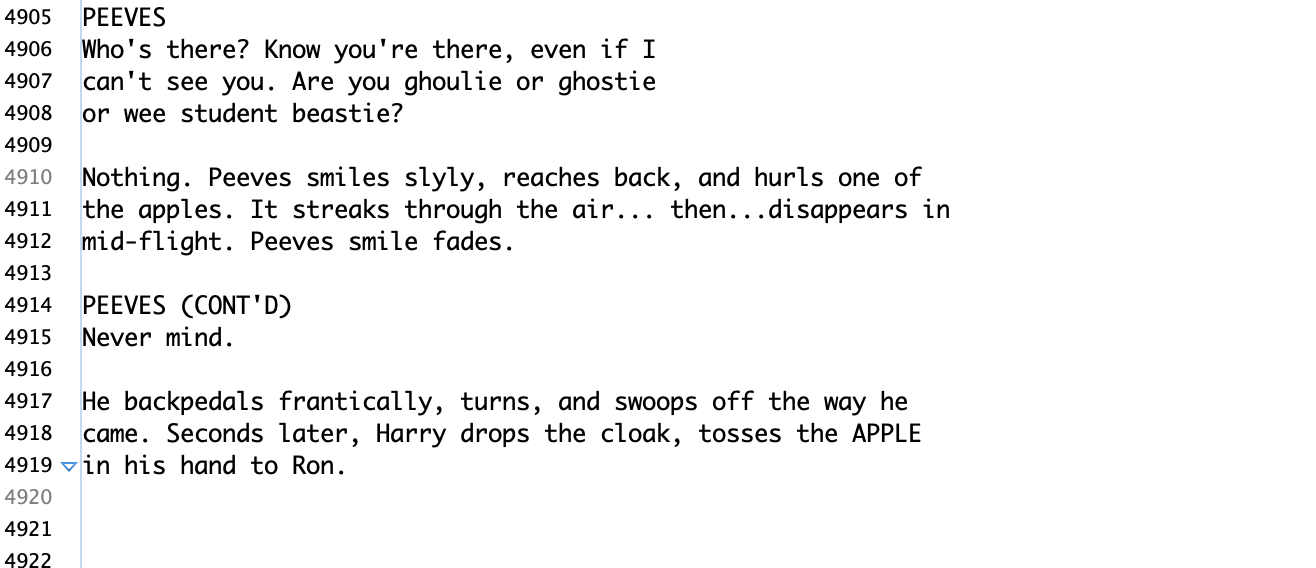 4905 PEEVES
4906 Who's there? Know you're there, even if I
4907 can't see you. Are you ghoulie or ghostie
4908 or wee student beastie?
4909
4910 Nothing. Peeves smiles slyly, reaches back, and hurls one of
4911 the apples. It streaks through the air... then...disappears in
4912 mid-flight. Peeves smile fades.
4913
4914 PEEVES (CONT'D)
4915 Never mind.
4916
4917 He backpedals frantically, turns, and swoops off the way he
4918 came. Seconds later, Harry drops the cloak, tosses the APPLE
4919 in his hand to Ron.
4920
4921
4922